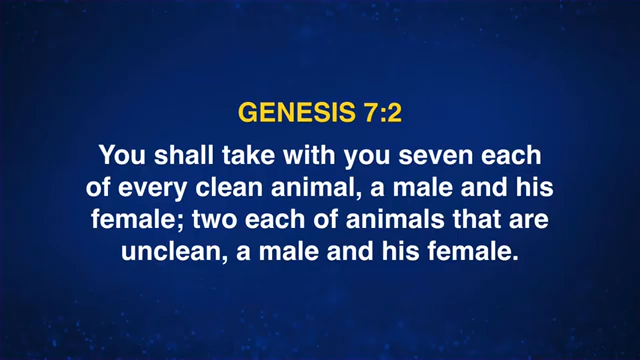 GENESIS 7:2
You shall take with you seven each
of every clean animal, a male and his
female; two each of animals that are
unclean, a male and his female.